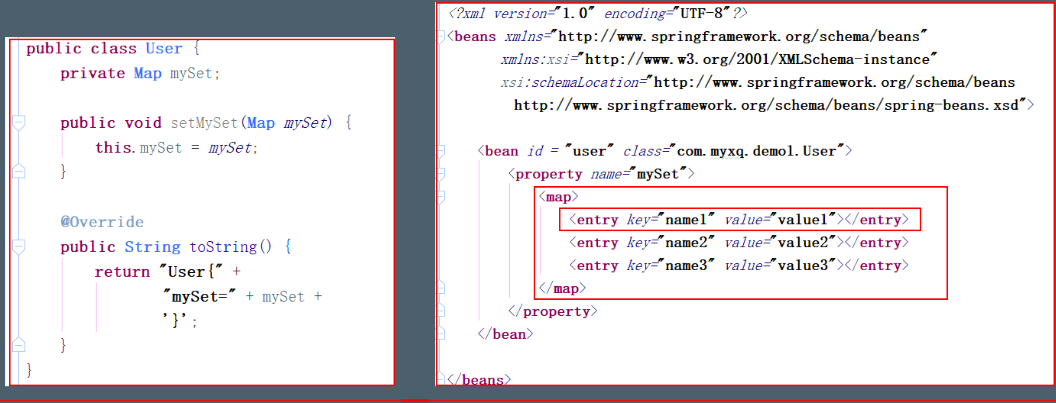 public class User {
private Map mySet;
public void setMySet(Map mySet) {
this.mySet = mySet;
}
@Override
public String toString() {
return "User{" +
"mySet=" + mySet +
'}';
}
}
<?xml version="1.0" encoding="UTF-8"?>
<beans xmlns="http://www.springframework.org/schema/beans"
xmlns:xsi="http://www.w3.org/2001/XMLSchema-instance"
xsi:schemaLocation="http://www.springframework.org/schema/beans
http://www.springframework.org/schema/beans/spring-beans.xsd">
<bean id = "user" class="com.myxq.demo1.User">
<property name="mySet">
<map>
<entry key="name1" value="value1"></entry>
<entry key="name2" value="value2"></entry>
<entry key="name3" value="value3"></entry>
</map>
</property>
</bean>
</beans>